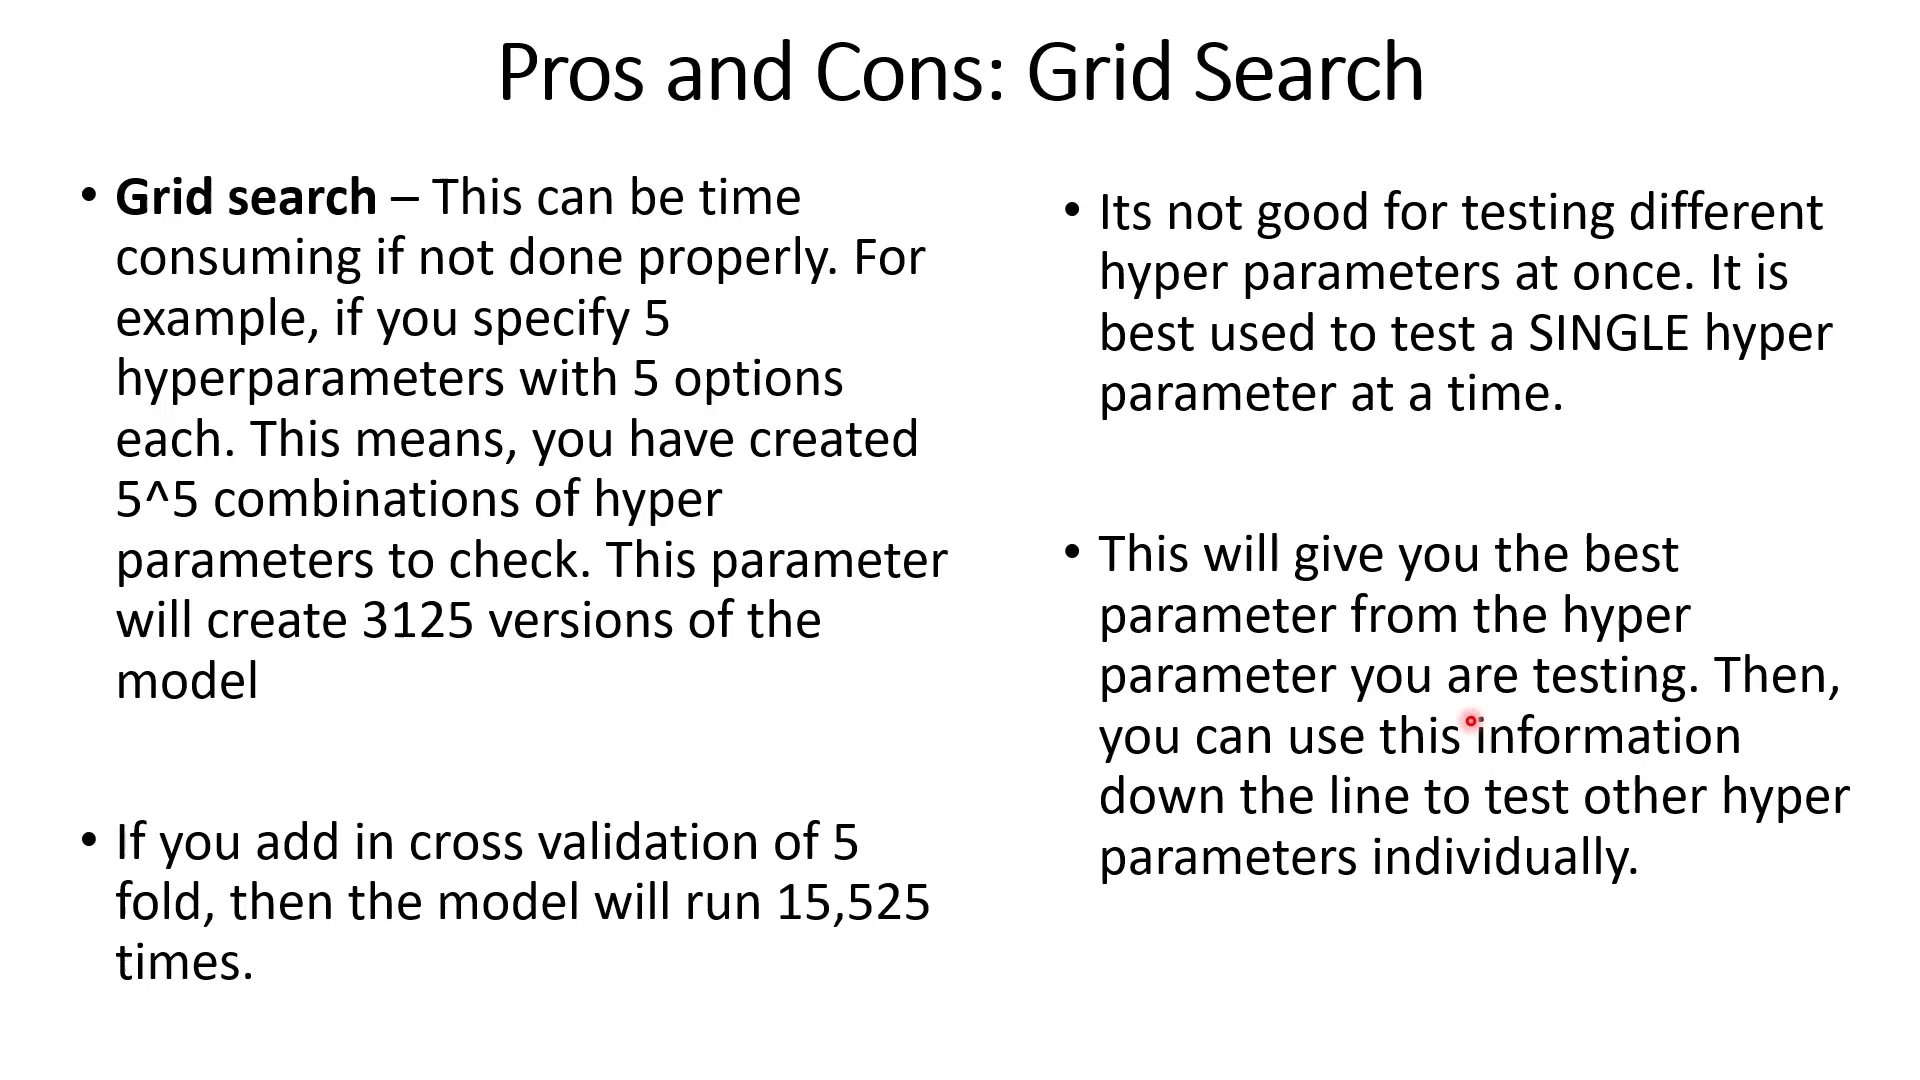 Pros and Cons: Grid Search
• Grid search – This can be time
consuming if not done properly. For
example, if you specify 5
hyperparameters with 5 options
each. This means, you have created
5^5 combinations of hyper
parameters to check. This parameter
will create 3125 versions of the
model
• If you add in cross validation of 5
fold, then the model will run 15,525
times.
• Its not good for testing different
hyper parameters at once. It is
best used to test a SINGLE hyper
parameter at a time.
• This will give you the best
parameter from the hyper
parameter you are testing. Then,
you can use this information
down the line to test other hyper
parameters individually.